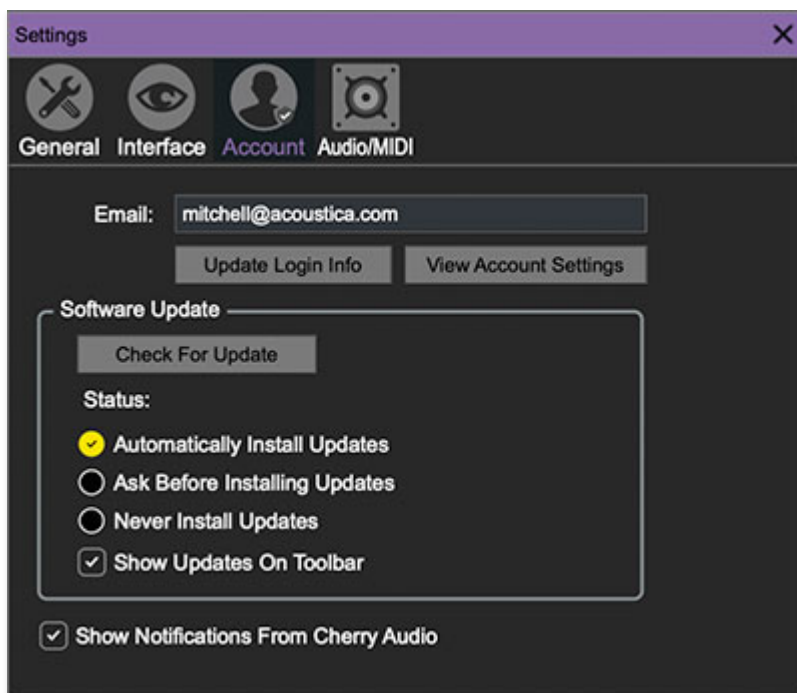 Settings
General Interface Account Audio/MIDI
Email: mitchell@acoustica.com
Update Login Info View Account Settings
Software Update
Check For Update
Status:
Automatically Install Updates
Ask Before Installing Updates
Never Install Updates
Show Updates On Toolbar
Show Notifications From Cherry Audio